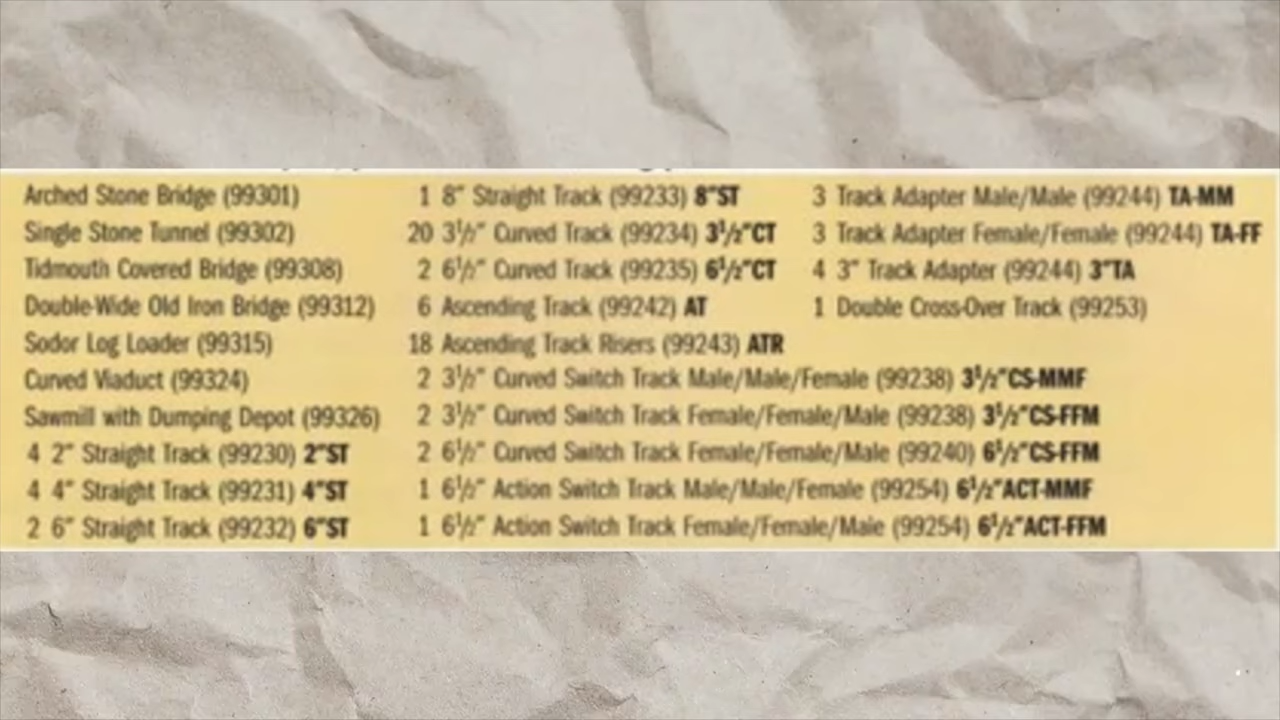 Arched Stone Bridge (99301)
Single Stone Tunnel (99302)
Tidmouth Covered Bridge (99308)
Double-Wide Old Iron Bridge (99312)
Sodor Log Loader (99315)
Curved Viaduct (99324)
Sawmill with Dumping Depot (99326)
4 2" Straight Track (99230) 2"ST
4 4" Straight Track (99231) 4"ST
2 6" Straight Track (99232) 6"ST
1 8" Straight Track (99233) 8"ST
20 3½" Curved Track (99234) 3½"CT
2 6½" Curved Track (99235) 6½"CT
6 Ascending Track (99242) AT
18 Ascending Track Risers (99243) ATR
2 3½" Curved Switch Track Male/Male/Female (99238) 3½"CS-MMF
2 3½" Curved Switch Track Female/Female/Male (99238) 3½"CS-FFM
2 6½" Curved Switch Track Female/Female/Male (99240) 6½"CS-FFM
1 6½" Action Switch Track Male/Male/Female (99254) 6½"ACT-MMF
1 6½" Action Switch Track Female/Female/Male (99254) 6½"ACT-FFM
3 Track Adapter Male/Male (99244) TA-MM
3 Track Adapter Female/Female (99244) TA-FF
4 3" Track Adapter (99244) 3"TA
1 Double Cross-Over Track (99253)